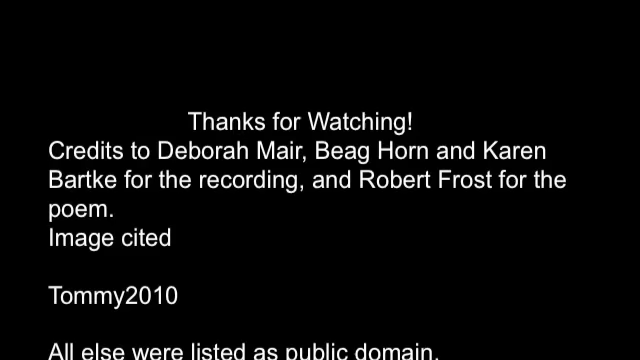 Thanks for Watching!
Credits to Deborah Mair, Beag Horn and Karen
Bartke for the recording, and Robert Frost for the
poem.
Image cited
Tommy2010
All else were listed as public domain.